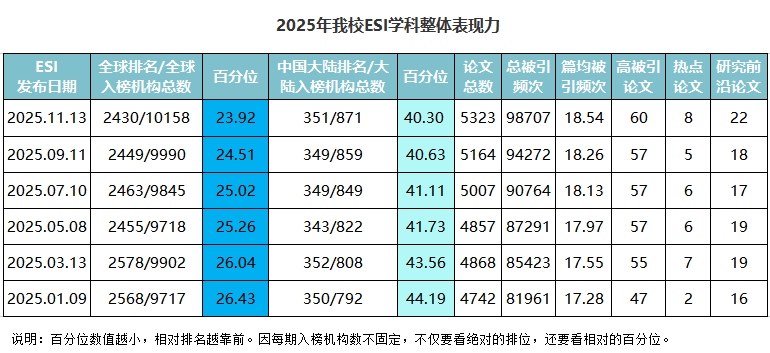 2025年我校ESI学科整体表现力
ESI 发布日期 全球排名/全球入榜机构总数 百分位 中国大陆排名/大陆入榜机构总数 百分位 论文总数 总被引频次 篇均被引频次 高被引论文 热点论文 研究前沿论文
2025.11.13 2430/10158 23.92 351/871 40.30 5323 98707 18.54 60 8 22
2025.09.11 2449/9990 24.51 349/859 40.63 5164 94272 18.26 57 5 18
2025.07.10 2463/9845 25.02 349/849 41.11 5007 90764 18.13 57 6 17
2025.05.08 2455/9718 25.26 343/822 41.73 4857 87291 17.97 57 6 19
2025.03.13 2578/9902 26.04 352/808 43.56 4868 85423 17.55 55 7 19
2025.01.09 2568/9717 26.43 350/792 44.19 4742 81961 17.28 47 2 16
说明：百分位数值越小，相对排名越靠前。因每期入榜机构数不固定，不仅要看绝对的排位，还要看相对的百分位。